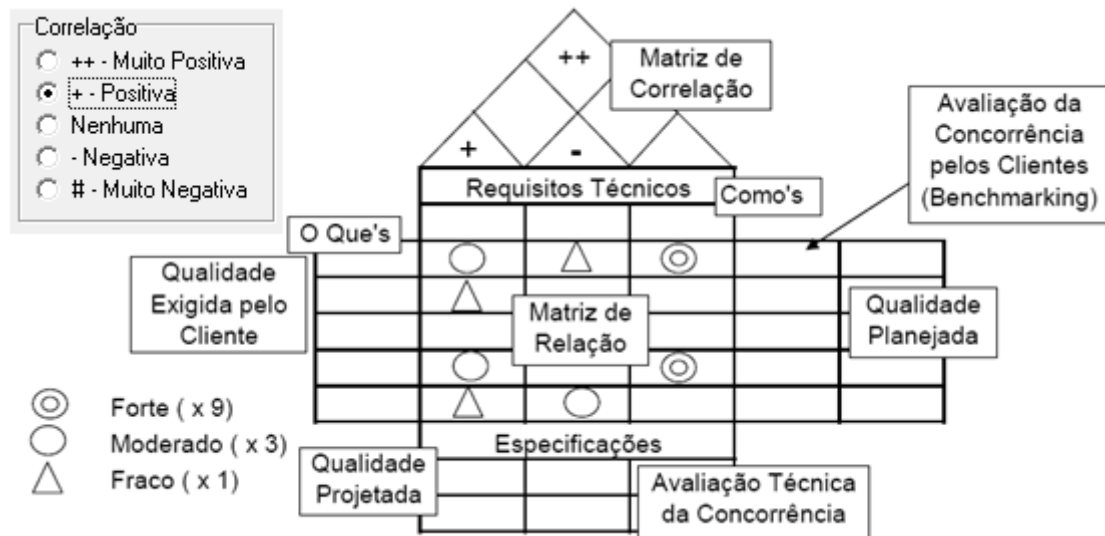 Correlação
++ - Muito Positiva
+ - Positiva
Nenhuma
- Negativa
# - Muito Negativa
++
Matriz de
Correlação
+
-
Avaliação da
Concorrência
pelos Clientes
(Benchmarking)
Requisitos Técnicos
Como's
O Que's
Qualidade
Exigida pelo
Cliente
Matriz de
Relação
Qualidade
Planejada
Forte ( x 9)
Moderado ( x 3)
Fraco ( x 1)
Especificações
Qualidade
Projetada
Avaliação Técnica
da Concorrência